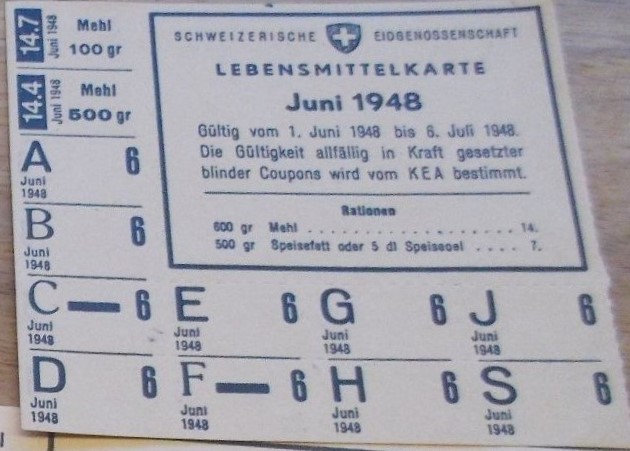 14.7 Juni 1948 Mehl 100 gr
14.4 Juni 1948 Mehl 500 gr
SCHWEIZERISCHE EIDGENOSSENSCHAFT
LEBENSMITTELKARTE
Juni 1948
Gültig vom 1. Juni 1948 bis 6. Juli 1948.
Die Gültigkeit allfällig in Kraft gesetzter
blinder Coupons wird vom KEA bestimmt.
Rationen
600 gr Mehl . . . . . . . . . . . . . . . 14.
500 gr Speisefett oder 5 dl Speiseoel . . . . 7.
A 6
Juni
1948
B 6
Juni
1948
C — 6
Juni
1948
E 6
Juni
1948
G 6
Juni
1948
J 6
Juni
1948
D 6
Juni
1948
F — 6
Juni
1948
H 6
Juni
1948
S 6
Juni
1948